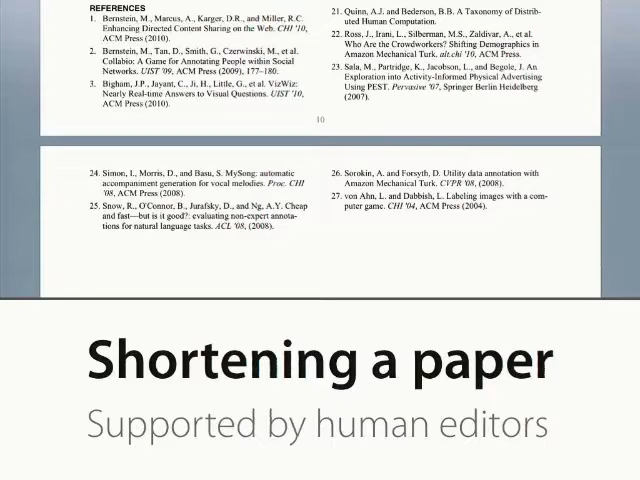 REFERENCES
1. Bernstein, M., Marcus, A., Karger, D.R., and Miller, R.C.
Enhancing Directed Content Sharing on the Web. CHI '10,
ACM Press (2010).
2. Bernstein, M., Tan, D., Smith, G., Czerwinski, M., et al.
Collabio: A Game for Annotating People within Social
Networks. UIST '09, ACM Press (2009), 177–180.
3. Bigham, J.P., Jayant, C., Ji, H., Little, G., et al. VizWiz:
Nearly Real-time Answers to Visual Questions. UIST '10,
ACM Press (2010).
21. Quinn, A.J. and Bederson, B.B. A Taxonomy of Distrib-
uted Human Computation.
22. Ross, J., Irani, L., Silberman, M.S., Zaldivar, A., et al.
Who Are the Crowdworkers? Shifting Demographics in
Amazon Mechanical Turk. alt.chi '10, ACM Press.
23. Sala, M., Partridge, K., Jacobson, L., and Begole, J. An
Exploration into Activity-Informed Physical Advertising
Using PEST. Pervasive '07, Springer Berlin Heidelberg
(2007).
10
24. Simon, I., Morris, D., and Basu, S. MySong: automatic
accompaniment generation for vocal melodies. Proc. CHI
'08, ACM Press (2008).
25. Snow, R., O'Connor, B., Jurafsky, D., and Ng, A.Y. Cheap
and fast—but is it good?: evaluating non-expert annota-
tions for natural language tasks. ACL '08, (2008).
26. Sorokin, A. and Forsyth, D. Utility data annotation with
Amazon Mechanical Turk. CVPR '08, (2008).
27. von Ahn, L. and Dabbish, L. Labeling images with a com-
puter game. CHI '04, ACM Press (2004).
Shortening a paper
Supported by human editors